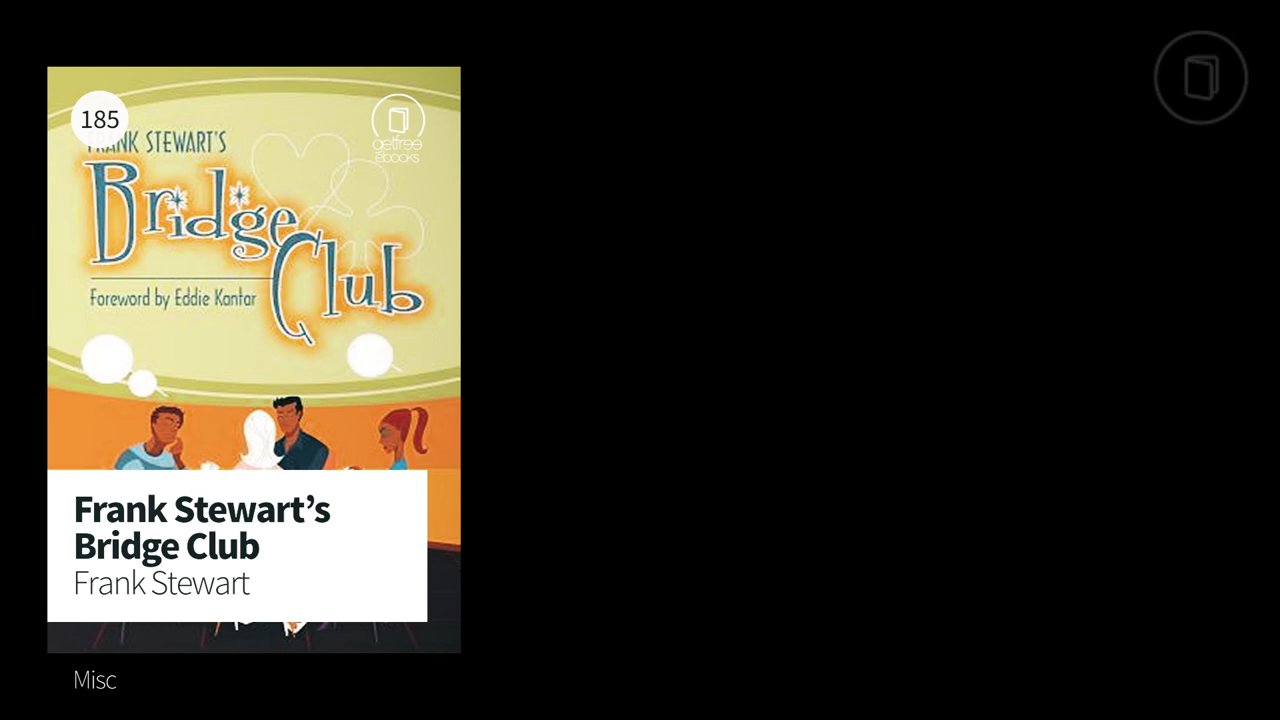 185
FRANK STEWART'S
Bridge
Club
Foreword by Eddie Kantar
getfree
ebooks
Frank Stewart’s
Bridge Club
Frank Stewart
Misc